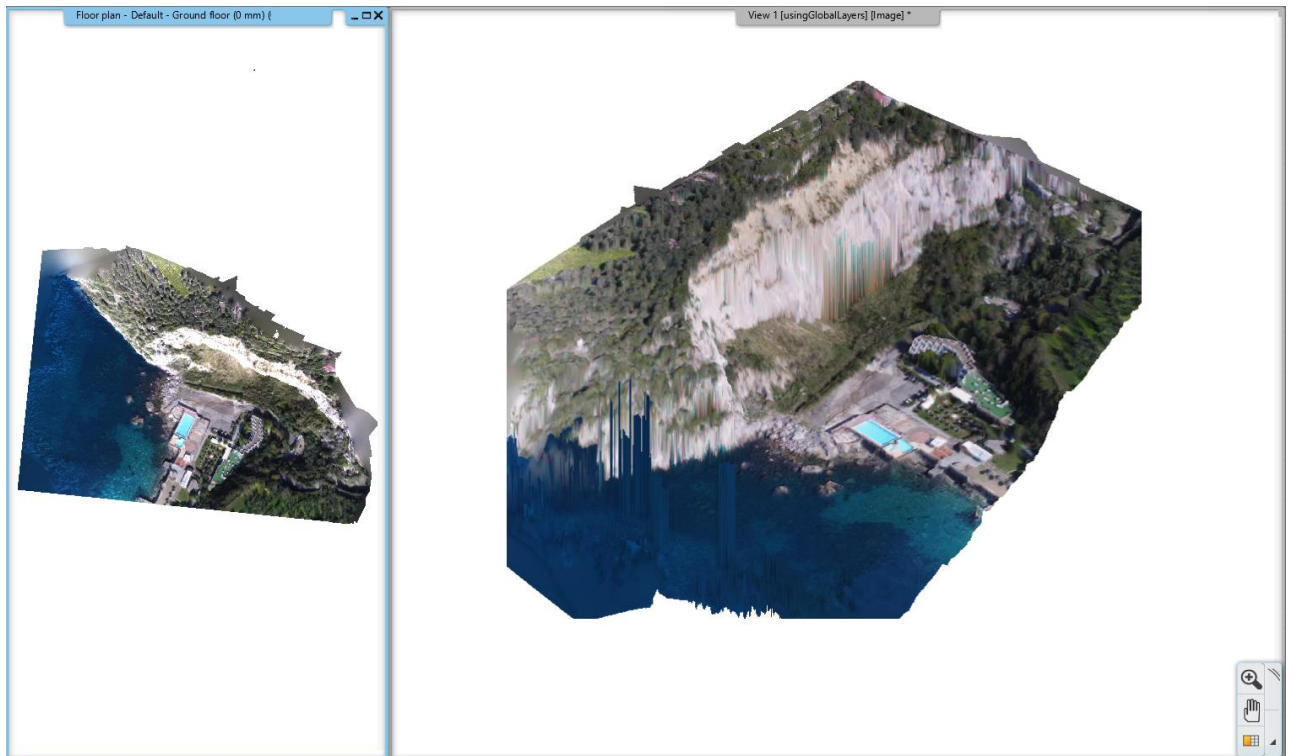 Floor plan - Default - Ground floor (0 mm) (
View 1 [usingGlobalLayers] [Image] *